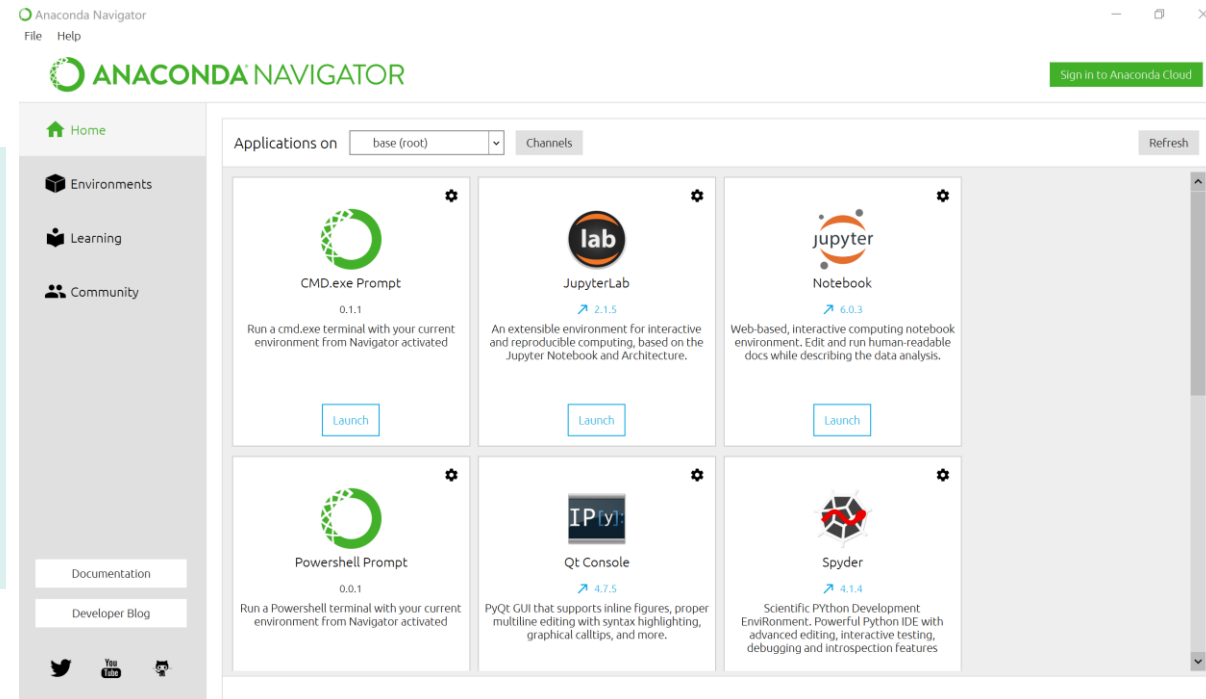 Anaconda Navigator
File Help
ANACONDA NAVIGATOR
Sign in to Anaconda Cloud
Home
Environments
Learning
Community
Documentation
Developer Blog
You
Tube
Applications on base (root) Channels Refresh
CMD.exe Prompt
0.1.1
Run a cmd.exe terminal with your current
environment from Navigator activated
Launch
lab
JupyterLab
2.1.5
An extensible environment for interactive
and reproducible computing, based on the
Jupyter Notebook and Architecture.
Launch
jupyter
Notebook
6.0.3
Web-based, interactive computing notebook
environment. Edit and run human-readable
docs while describing the data analysis.
Launch
Powershell Prompt
0.0.1
Run a Powershell terminal with your current
environment from Navigator activated
IP[y]:
Qt Console
4.7.5
PyQt GUI that supports inline figures, proper
multiline editing with syntax highlighting,
graphical calltips, and more.
Spyder
4.1.4
Scientific PYthon Development
EnviRonment. Powerful Python IDE with
advanced editing, interactive testing,
debugging and introspection features